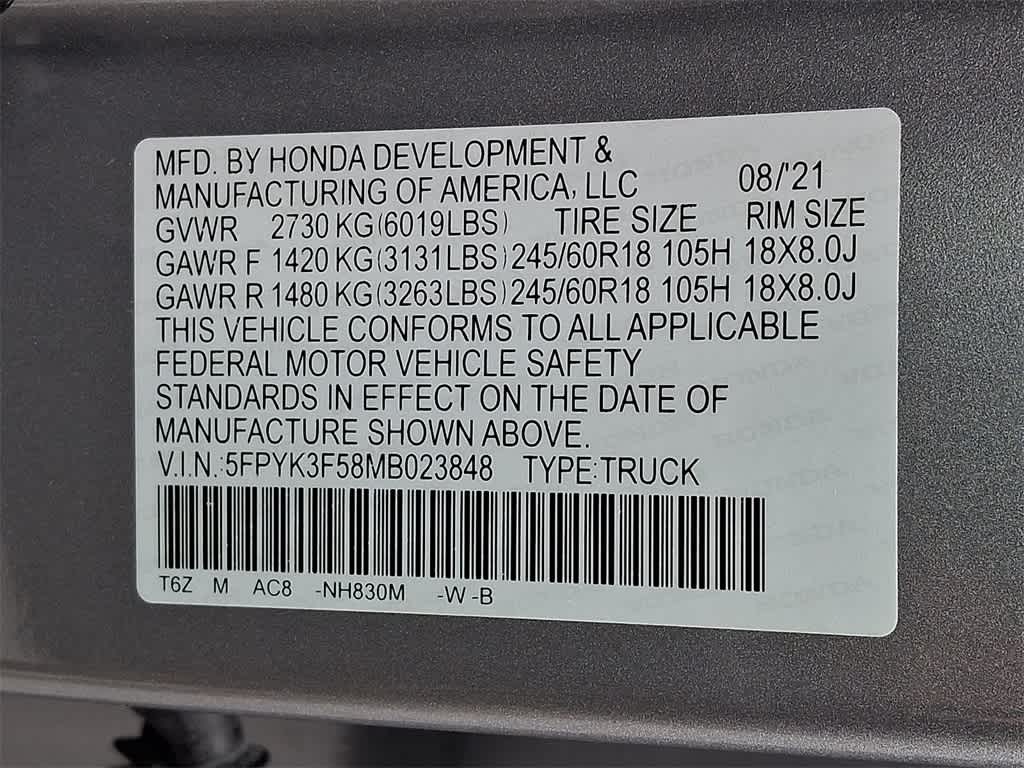 MFD. BY HONDA DEVELOPMENT &
MANUFACTURING OF AMERICA, LLC 08/'21
GVWR 2730 KG(6019LBS) TIRE SIZE RIM SIZE
GAWR F 1420 KG(3131LBS) 245/60R18 105H 18X8.0J
GAWR R 1480 KG(3263LBS) 245/60R18 105H 18X8.0J
THIS VEHICLE CONFORMS TO ALL APPLICABLE
FEDERAL MOTOR VEHICLE SAFETY
STANDARDS IN EFFECT ON THE DATE OF
MANUFACTURE SHOWN ABOVE.
V.I.N.:5FPYK3F58MB023848 TYPE:TRUCK
T6Z M AC8 -NH830M -W -B